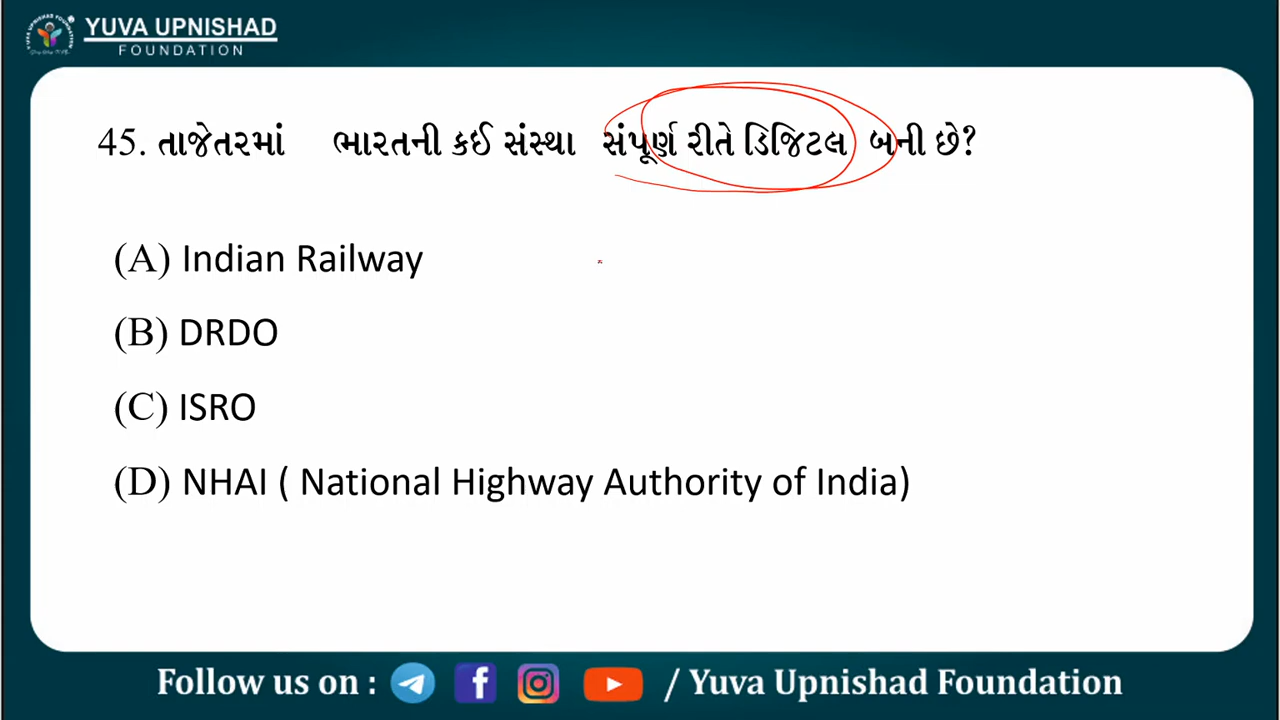 YUVA UPNISHAD
FOUNDATION
45. તાજેતરમાં ભારતની કઈ સંસ્થા સંપૂર્ણ રીતે ડિજિટલ બની છે?
(A) Indian Railway
(B) DRDO
(C) ISRO
(D) NHAI ( National Highway Authority of India)
Follow us on : / Yuva Upnishad Foundation